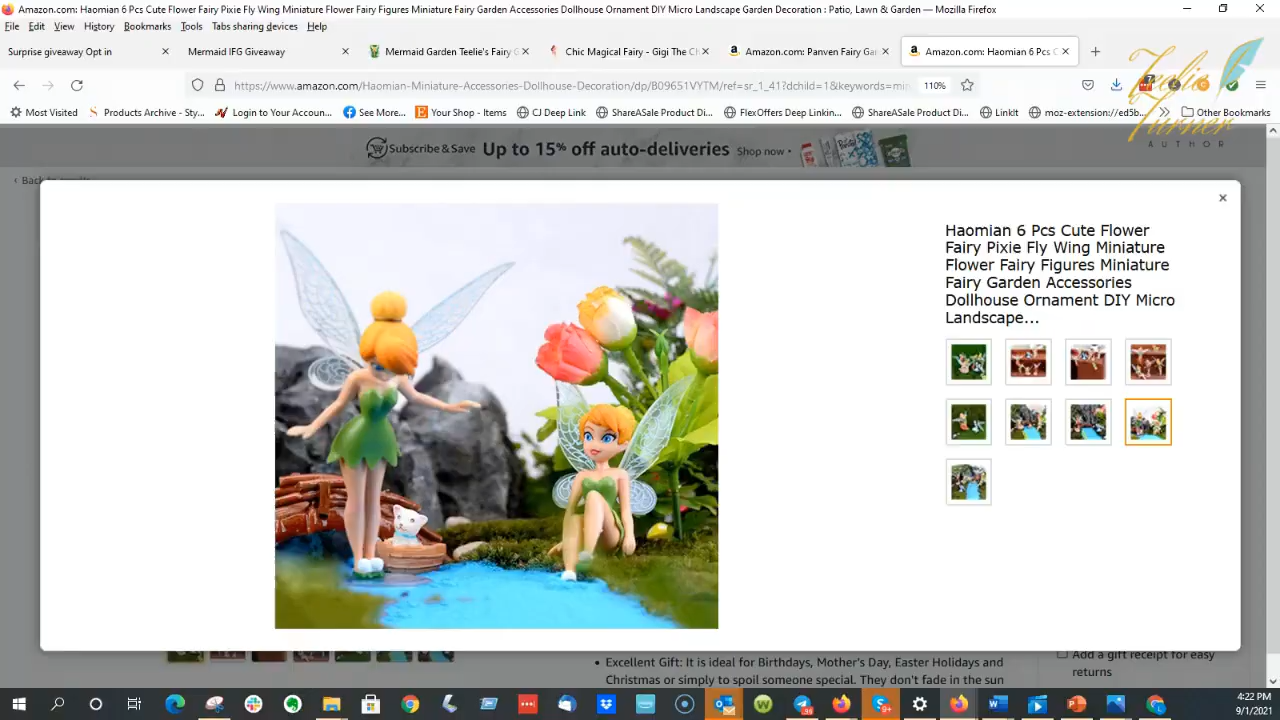 Amazon.com: Haomian 6 Pcs Cute Flower Fairy Pixie Fly Wing Miniature Flower Fairy Figures Miniature Fairy Garden Accessories Dollhouse Ornament DIY Micro Landscape Garden Decoration : Patio, Lawn & Garden — Mozilla Firefox
File Edit View History Bookmarks Tools Tabs sharing devices Help
Surprise giveaway Opt in
Mermaid IFG Giveaway
Mermaid Garden Teelie's Fairy G
Chic Magical Fairy - Gigi The Ch
Amazon.com: Panven Fairy Gar
Amazon.com: Haomian 6 Pcs C
https://www.amazon.com/Haomian-Miniature-Accessories-Dollhouse-Decoration/dp/B09651VYTM/ref=sr_1_41?dchild=1&keywords=min
110%
Teelie
Turner
AUTHOR
Most Visited
Products Archive - Sty...
Login to Your Accoun...
See More...
Your Shop - Items
CJ Deep Link
ShareASale Product Di...
FlexOffers Deep Linkin...
ShareASale Product Di...
LinkIt
moz-extension://ed5b...
Other Bookmarks
Subscribe & Save Up to 15% off auto-deliveries Shop now
Haomian 6 Pcs Cute Flower
Fairy Pixie Fly Wing Miniature
Flower Fairy Figures Miniature
Fairy Garden Accessories
Dollhouse Ornament DIY Micro
Landscape...
Excellent Gift: It is ideal for Birthdays, Mother's Day, Easter Holidays and
Christmas or simply to spoil someone special. They don't fade in the sun
Add a gift receipt for easy
returns
4:22 PM
9/1/2021